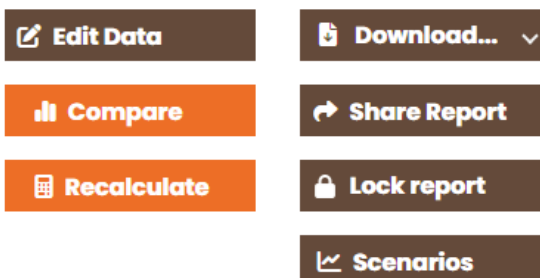 Edit Data
Download...
Compare
Share Report
Recalculate
Lock report
Scenarios